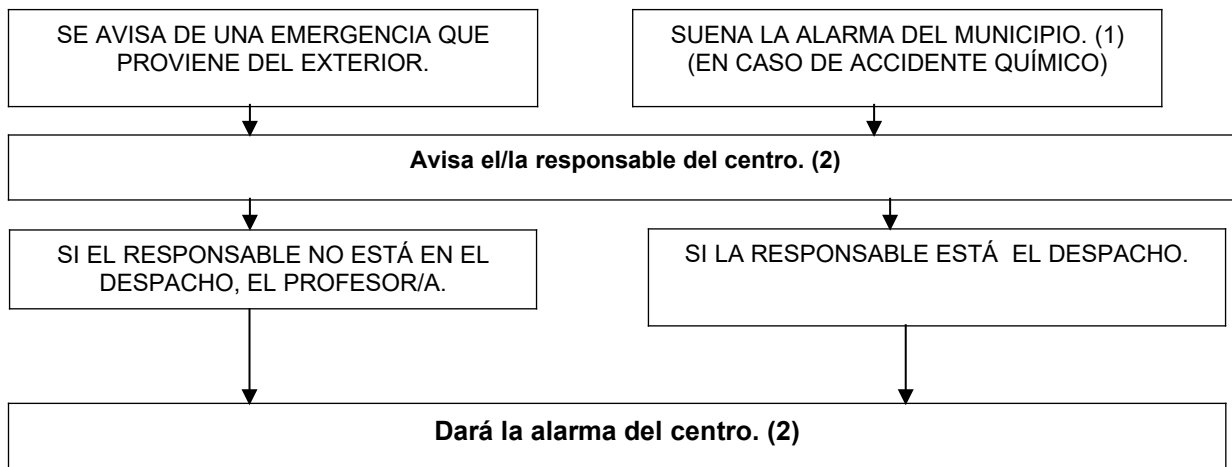 SE AVISA DE UNA EMERGENCIA QUE
PROVIENE DEL EXTERIOR.
SUENA LA ALARMA DEL MUNICIPIO. (1)
(EN CASO DE ACCIDENTE QUÍMICO)
Avisa el/la responsable del centro. (2)
SI EL RESPONSABLE NO ESTÁ EN EL
DESPACHO, EL PROFESOR/A.
SI LA RESPONSABLE ESTÁ EL DESPACHO.
Dará la alarma del centro. (2)